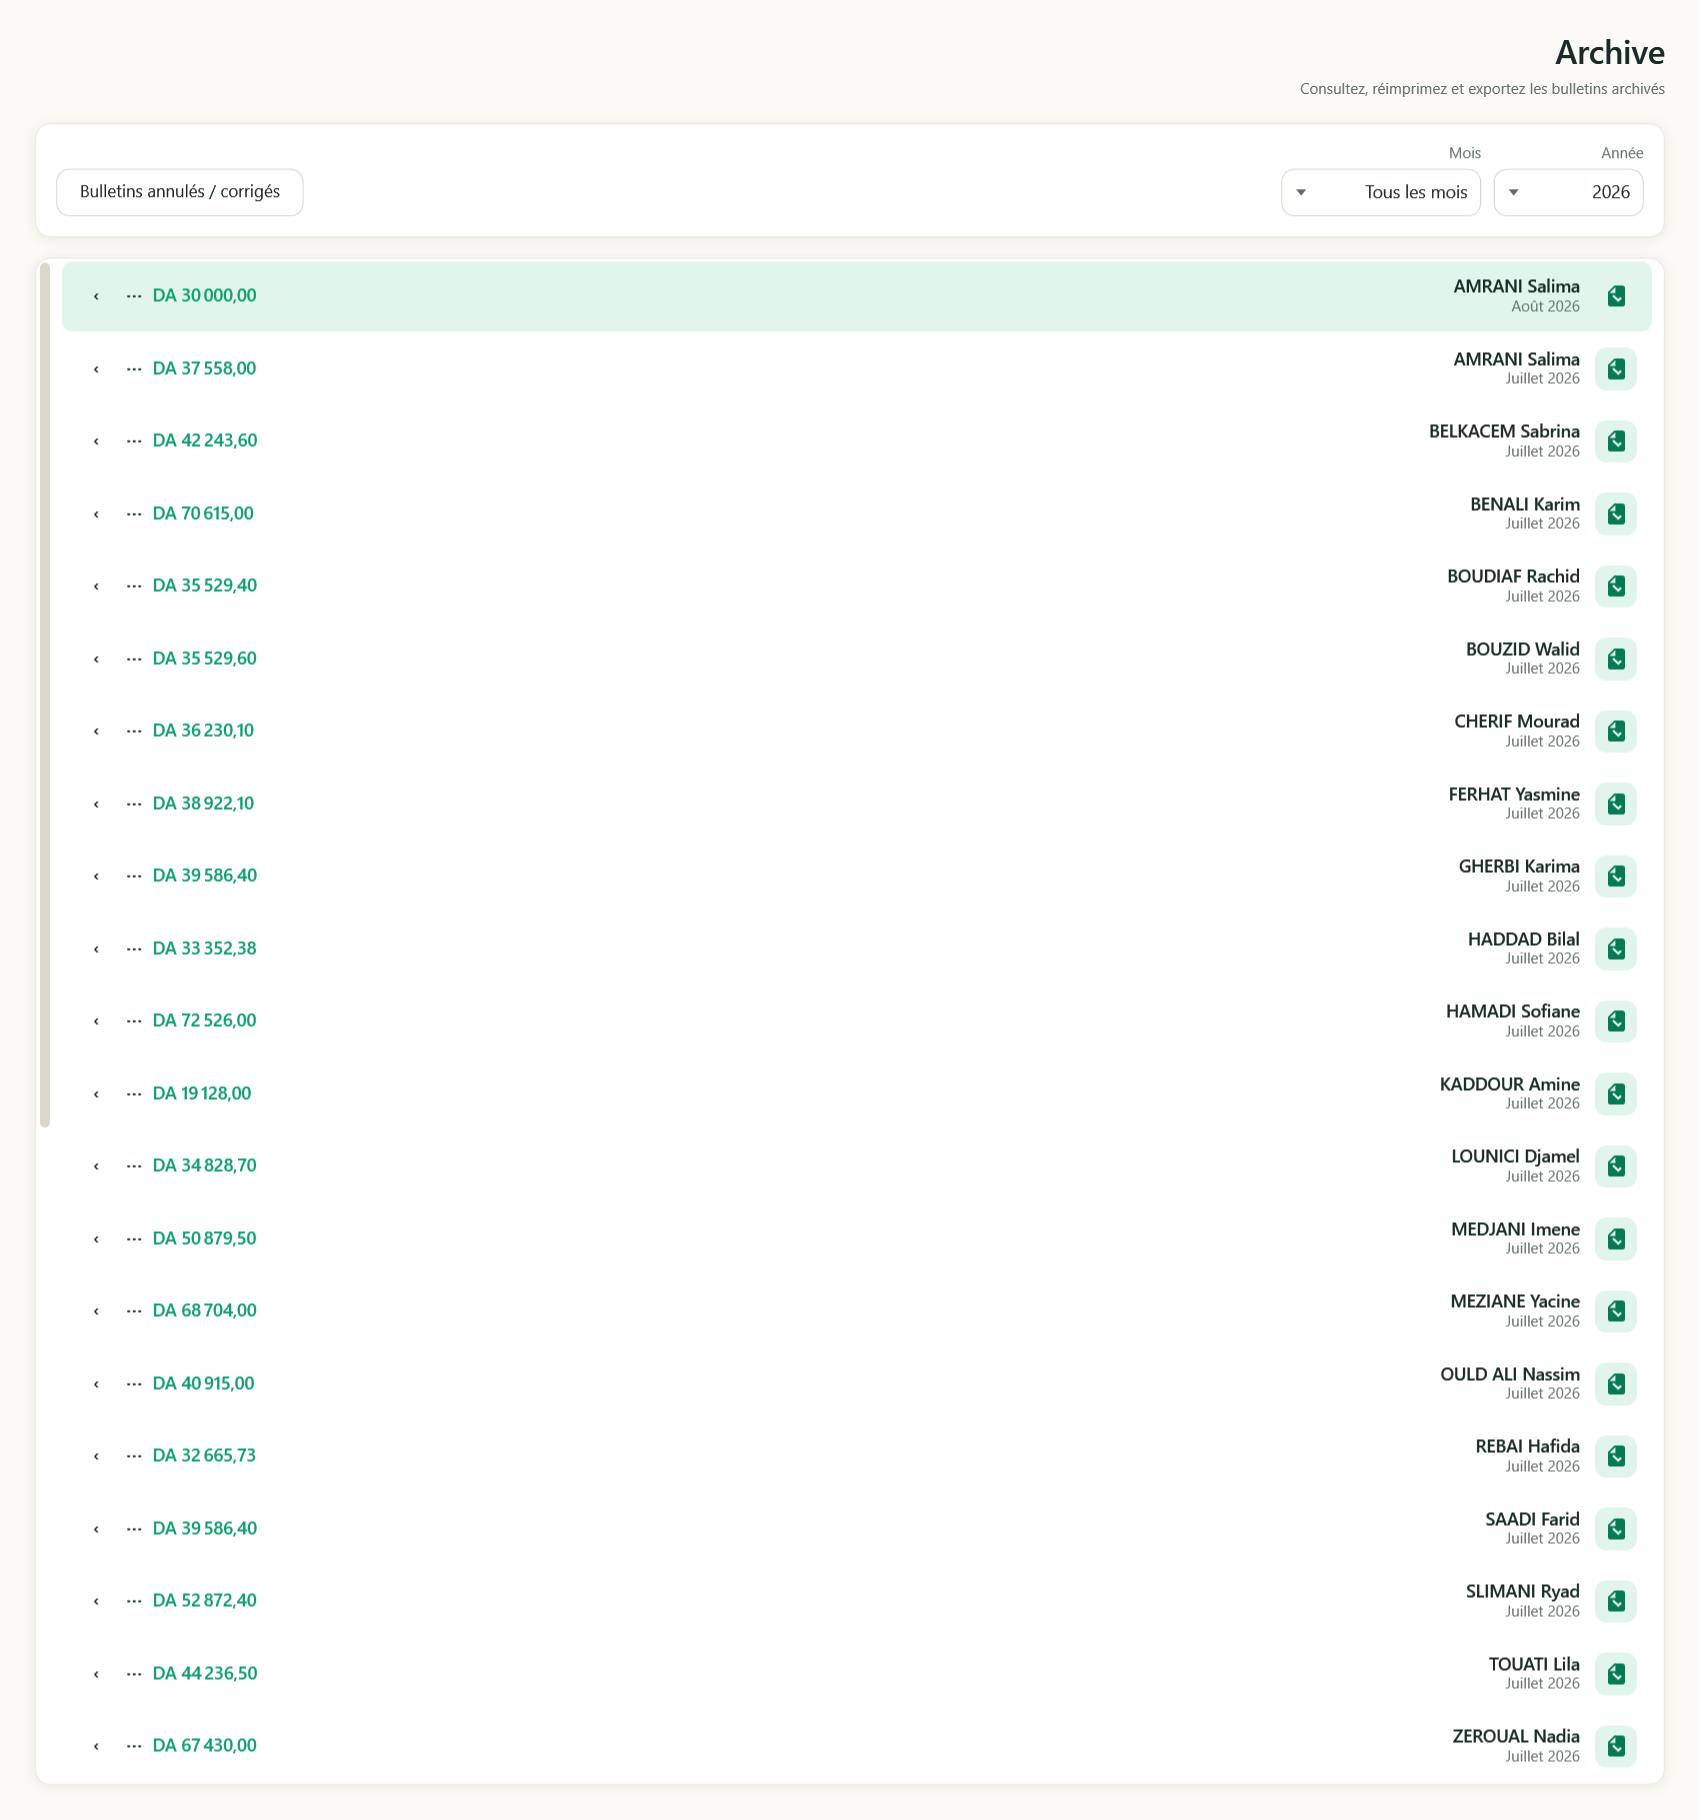 Archive
Consultez, réimprimez et exportez les bulletins archivés
Mois
Année
Bulletins annulés / corrigés
Tous les mois
2026
DA 30 000,00
AMRANI Salima
Août 2026
DA 37 558,00
AMRANI Salima
Juillet 2026
DA 42 243,60
BELKACEM Sabrina
Juillet 2026
DA 70 615,00
BENALI Karim
Juillet 2026
DA 35 529,40
BOUDIAF Rachid
Juillet 2026
DA 35 529,60
BOUZID Walid
Juillet 2026
DA 36 230,10
CHERIF Mourad
Juillet 2026
DA 38 922,10
FERHAT Yasmine
Juillet 2026
DA 39 586,40
GHERBI Karima
Juillet 2026
DA 33 352,38
HADDAD Bilal
Juillet 2026
DA 72 526,00
HAMADI Sofiane
Juillet 2026
DA 19 128,00
KADDOUR Amine
Juillet 2026
DA 34 828,70
LOUNICI Djamel
Juillet 2026
DA 50 879,50
MEDJANI Imene
Juillet 2026
DA 68 704,00
MEZIANE Yacine
Juillet 2026
DA 40 915,00
OULD ALI Nassim
Juillet 2026
DA 32 665,73
REBAI Hafida
Juillet 2026
DA 39 586,40
SAADI Farid
Juillet 2026
DA 52 872,40
SLIMANI Ryad
Juillet 2026
DA 44 236,50
TOUATI Lila
Juillet 2026
DA 67 430,00
ZEROUAL Nadia
Juillet 2026